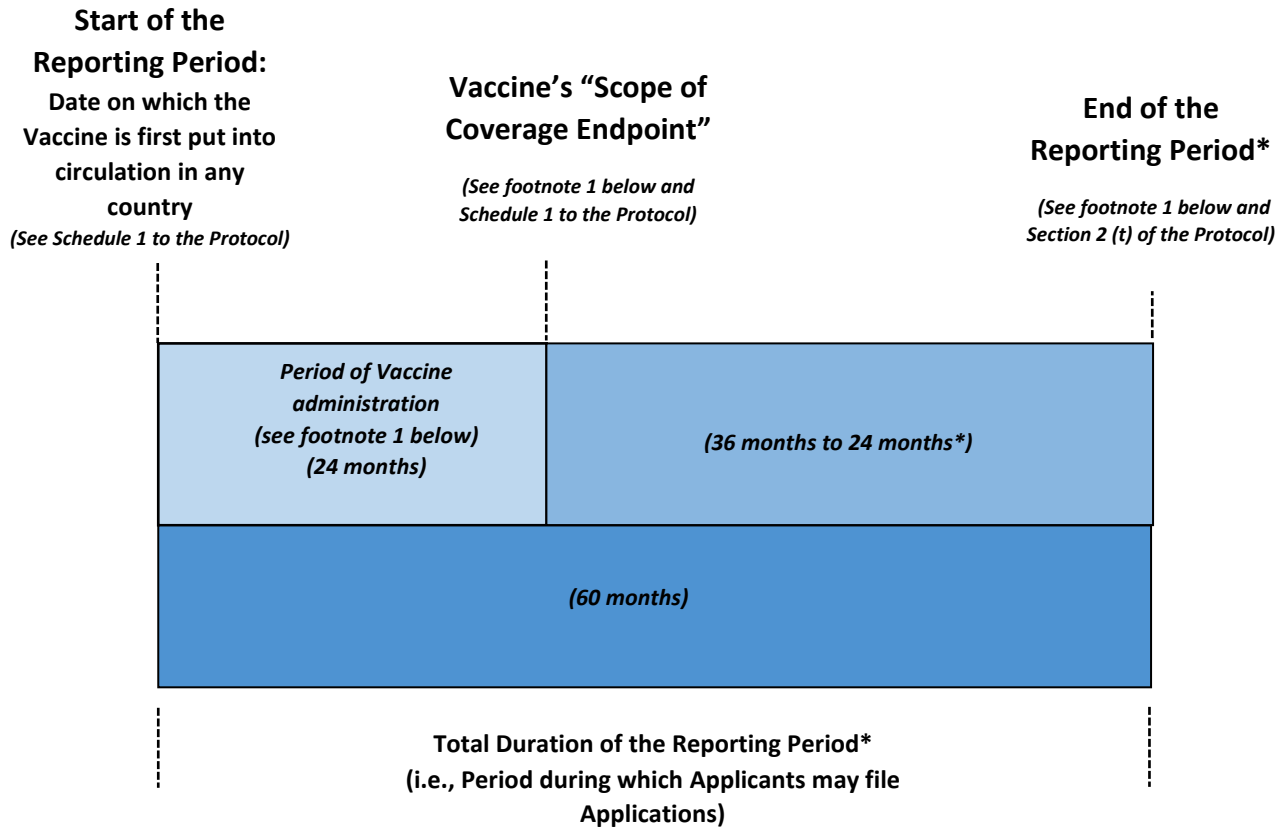 Start of the
Reporting Period:
Date on which the
Vaccine is first put into
circulation in any
country
(See Schedule 1 to the Protocol)
Vaccine’s “Scope of
Coverage Endpoint”
(See footnote 1 below and
Schedule 1 to the Protocol)
End of the
Reporting Period*
(See footnote 1 below and
Section 2 (t) of the Protocol)
Period of Vaccine
administration
(see footnote 1 below)
(24 months)
(36 months to 24 months*)
(60 months)
Total Duration of the Reporting Period*
(i.e., Period during which Applicants may file
Applications)